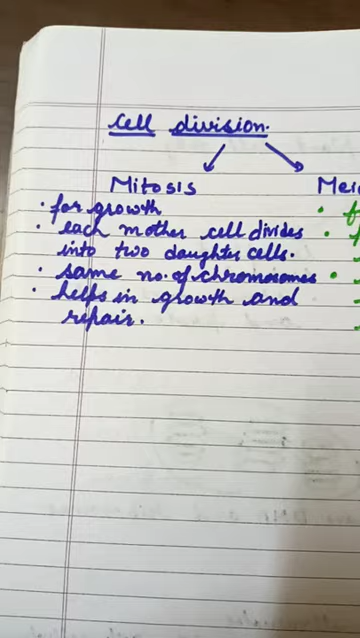 Cell division.
Mitosis
• for growth
• each mother cell divides
into two daughter cells.
• same no. of chromosomes
• helps in growth and
repair.